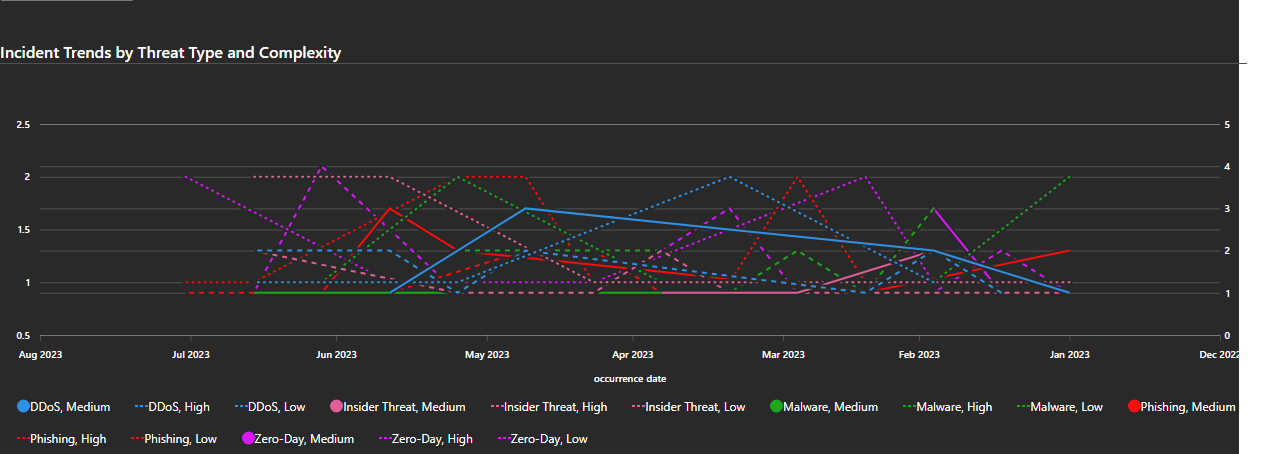 Incident Trends by Threat Type and Complexity
2.5 5
2 4
1.5 3
2
1 1
0.5 0
Aug 2023 Jul 2023 Jun 2023 May 2023 Apr 2023 Mar 2023 Feb 2023 Jan 2023 Dec 2022
occurrence date
DDoS, Medium DDoS, High DDoS, Low Insider Threat, Medium Insider Threat, High Insider Threat, Low Malware, Medium Malware, High Malware, Low Phishing, Medium
Phishing, High Phishing, Low Zero-Day, Medium Zero-Day, High Zero-Day, Low